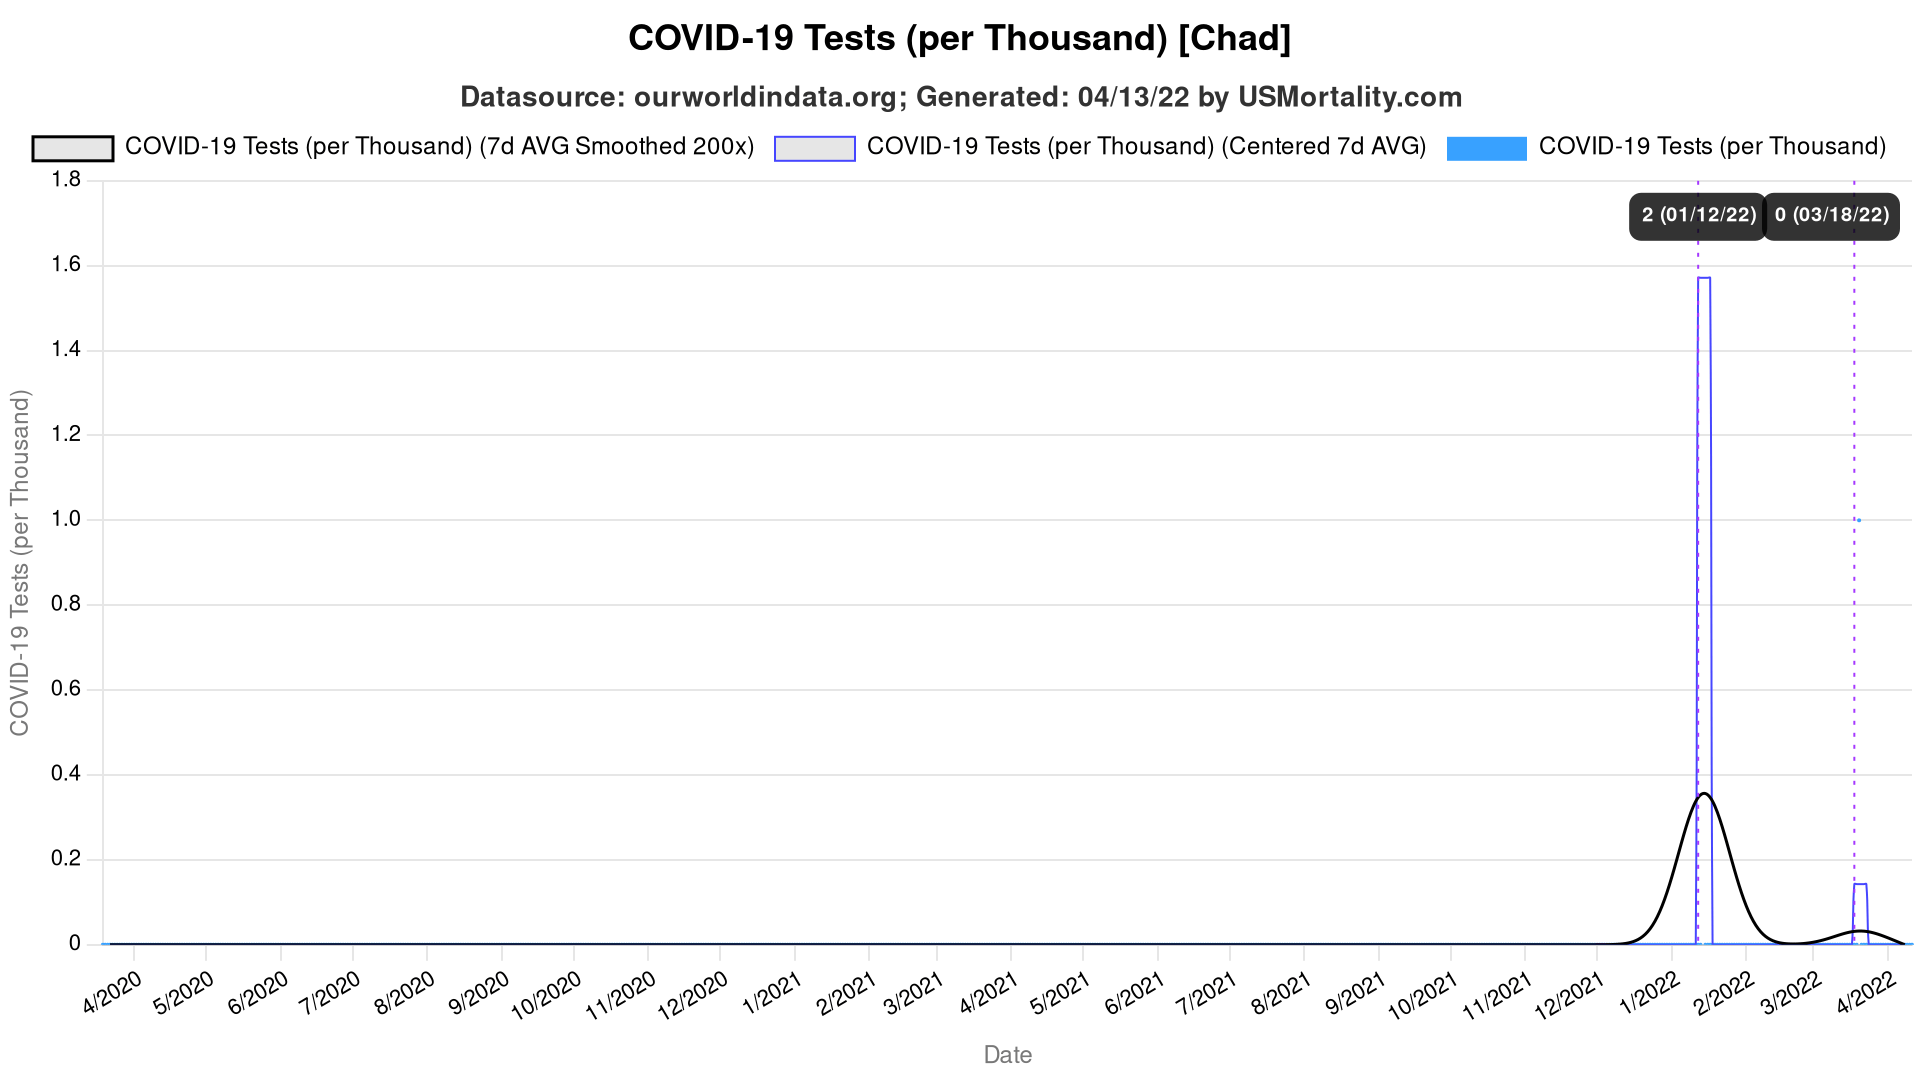 COVID-19 Tests (per Thousand) [Chad]
Datasource: ourworldindata.org; Generated: 04/13/22 by USMortality.com
COVID-19 Tests (per Thousand) (7d AVG Smoothed 200x) COVID-19 Tests (per Thousand) (Centered 7d AVG) COVID-19 Tests (per Thousand)
2 (01/12/22) 0 (03/18/22)
COVID-19 Tests (per Thousand)
1.8
1.6
1.4
1.2
1.0
0.8
0.6
0.4
0.2
0
4/2020 5/2020 6/2020 7/2020 8/2020 9/2020 10/2020 11/2020 12/2020 1/2021 2/2021 3/2021 4/2021 5/2021 6/2021 7/2021 8/2021 9/2021 10/2021 11/2021 12/2021 1/2022 2/2022 3/2022 4/2022
Date